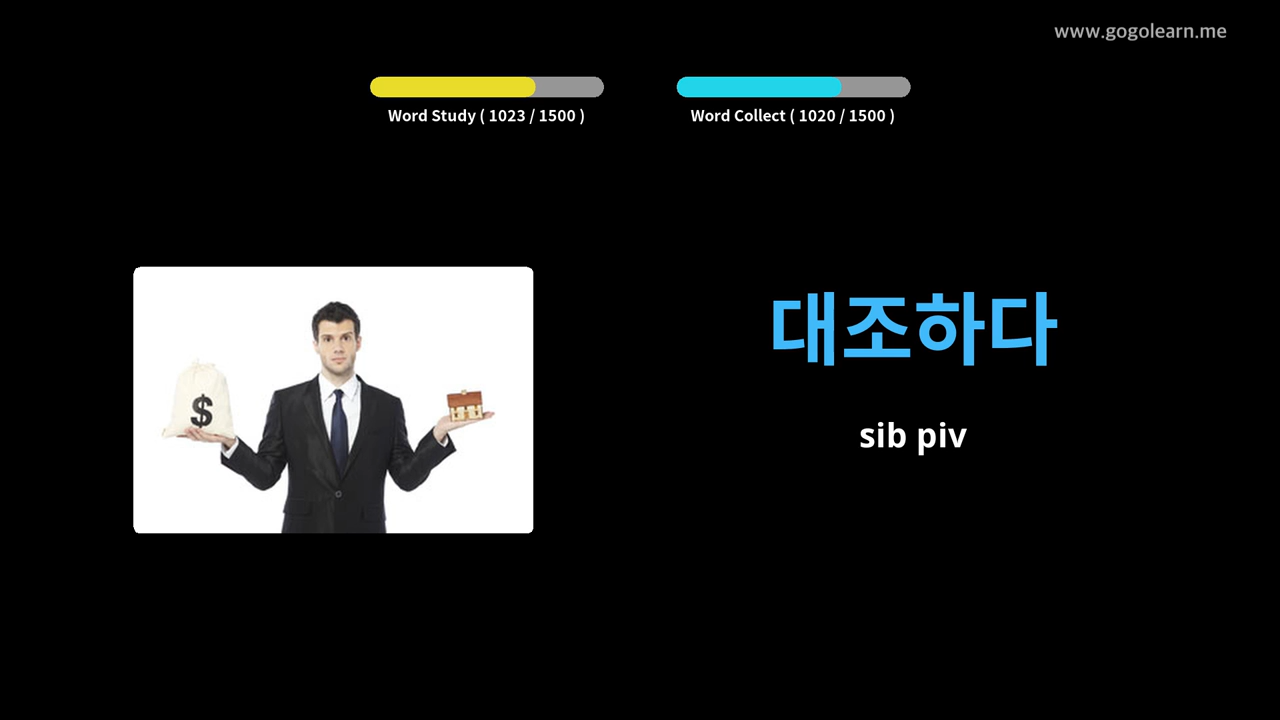 www.gogolearn.me
Word Study ( 1023 / 1500 )
Word Collect ( 1020 / 1500 )
$
대조하다
sib piv